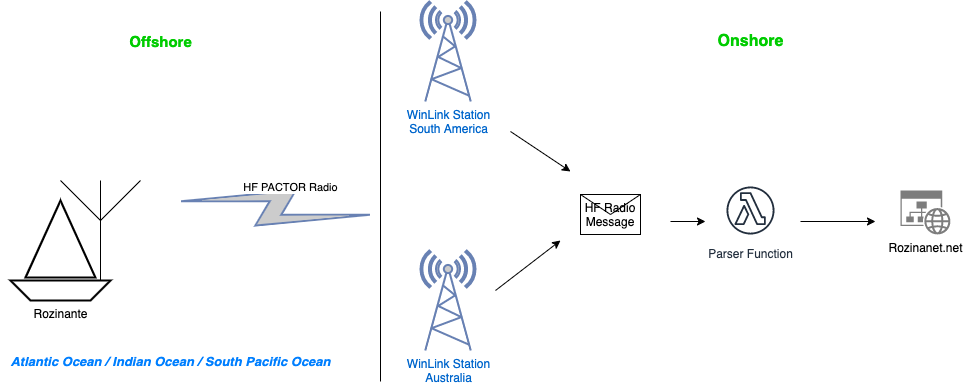 Offshore
Onshore
WinLink Station
South America
HF PACTOR Radio
HF Radio
Message
Parser Function
Rozinanet.net
Rozinante
Atlantic Ocean / Indian Ocean / South Pacific Ocean
WinLink Station
Australia